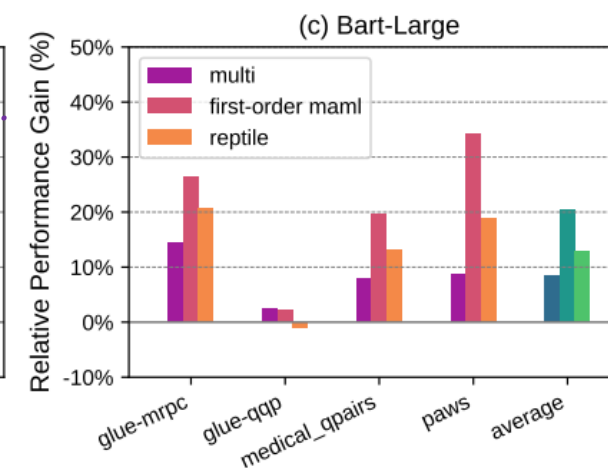 (c) Bart-Large
Relative Performance Gain (%)
50%
40%
30%
20%
10%
0%
-10%
multi
first-order maml
reptile
glue-mrpc
glue-qqp
medical_qpairs
paws
average